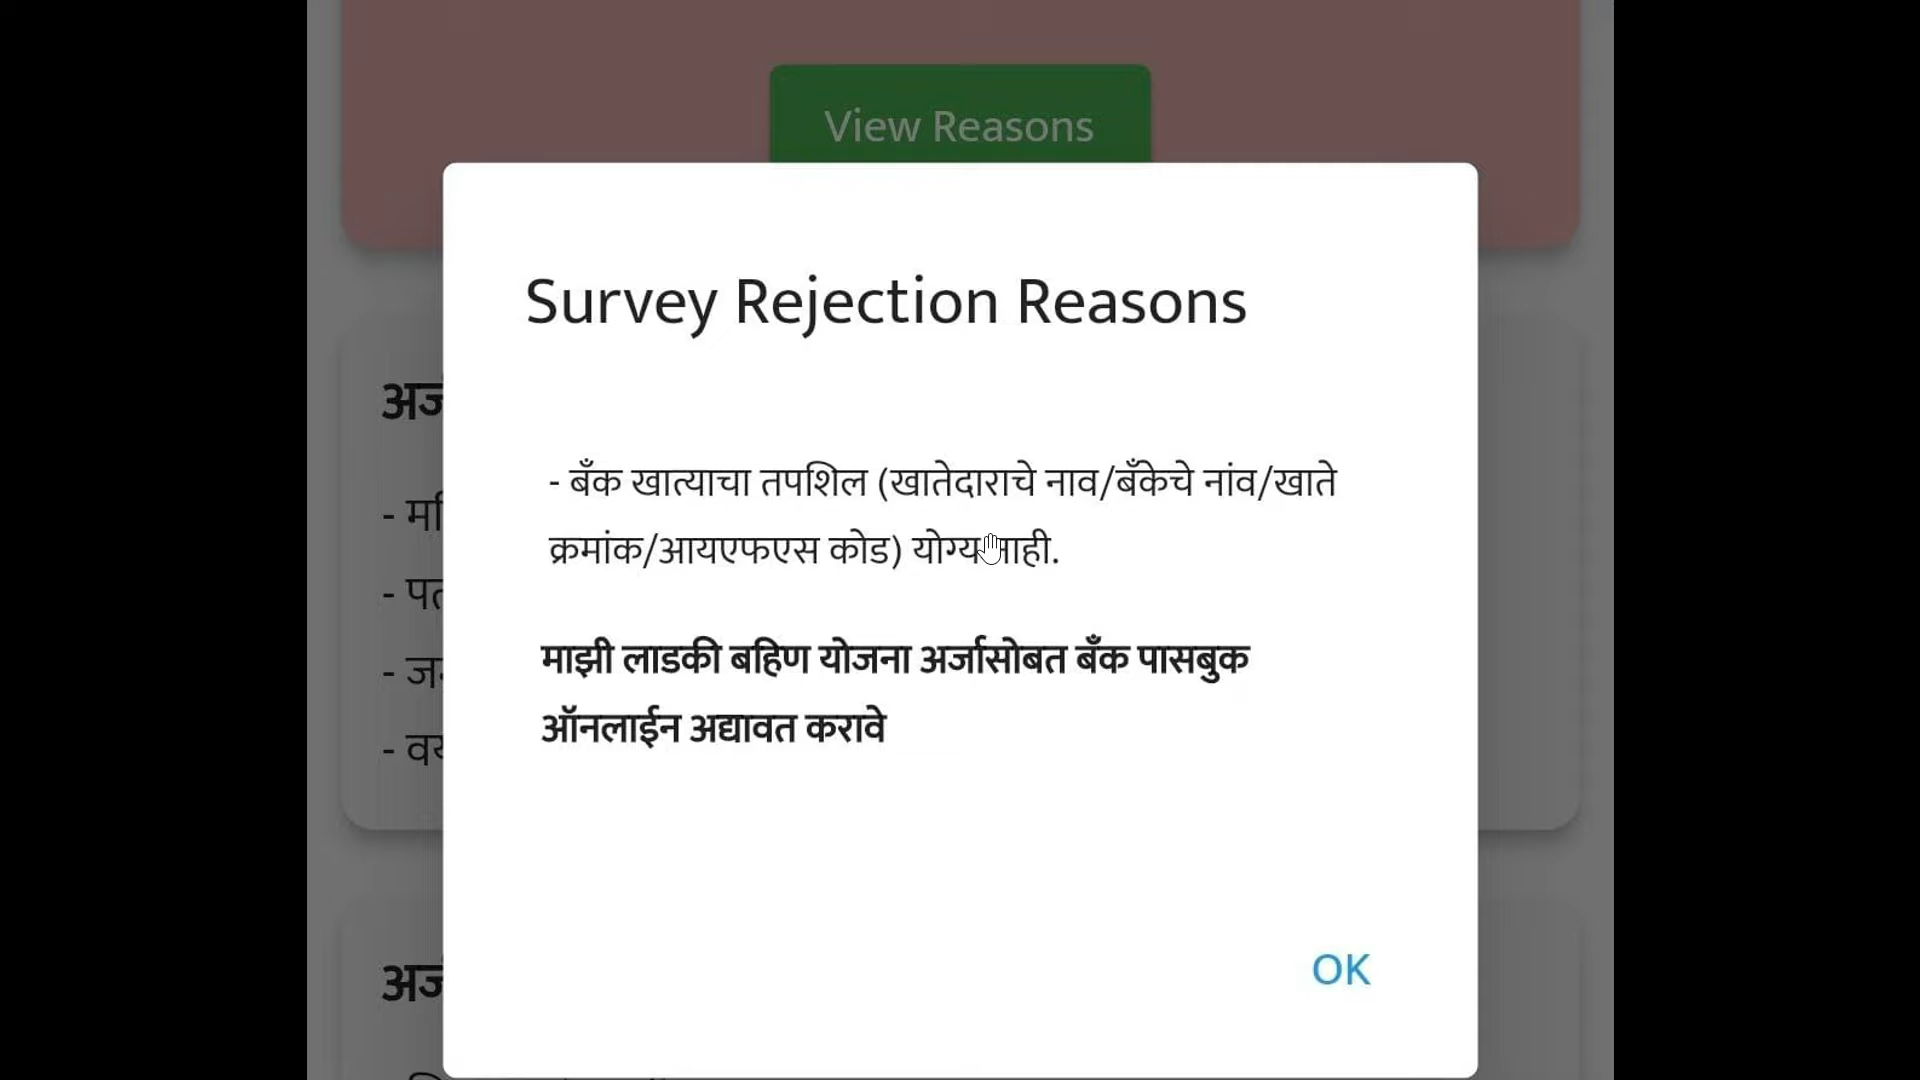 View Reasons
Survey Rejection Reasons
- बँक खात्याचा तपशिल (खातेदाराचे नाव/बँकेचे नांव/खाते
क्रमांक/आयएफएस कोड) योग्य नाही.
माझी लाडकी बहिण योजना अर्जासोबत बँक पासबुक
ऑनलाईन अद्यावत करावे
OK